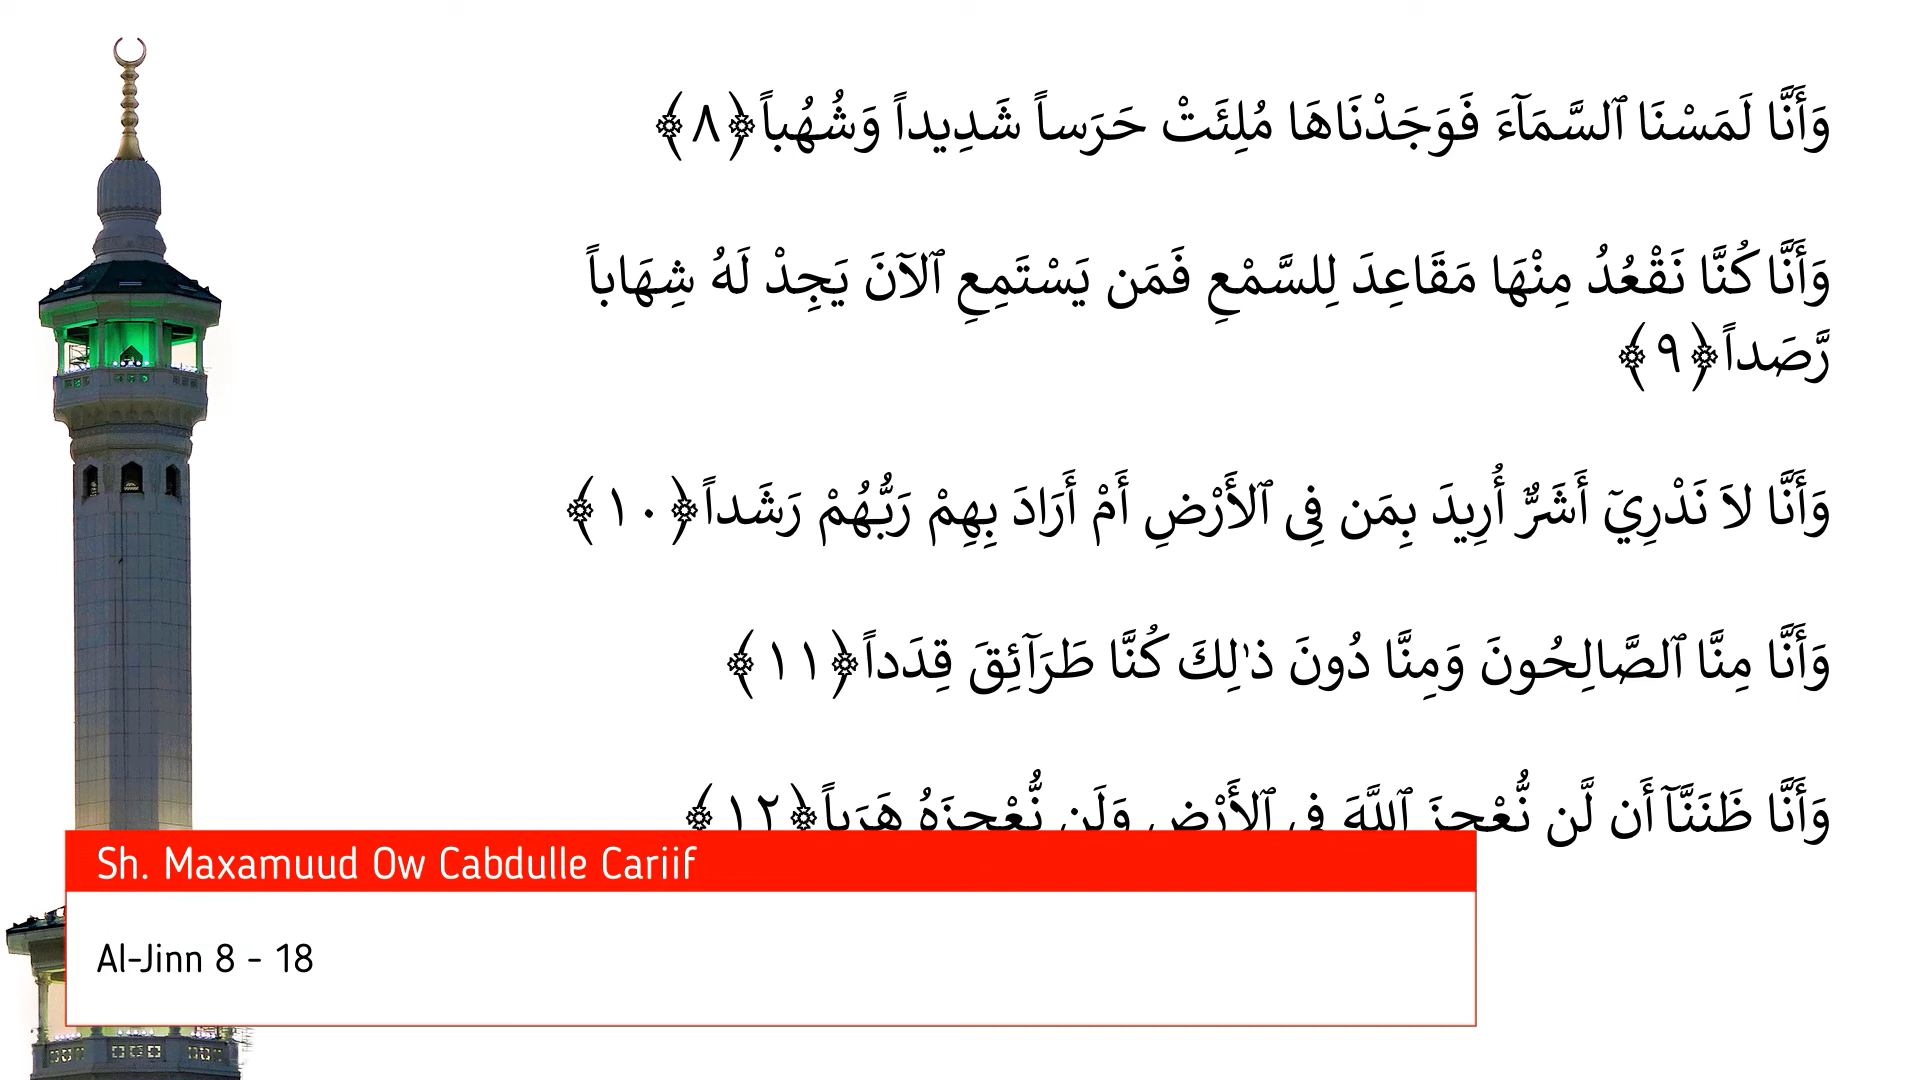 وَأَنَّا لَمَسْنَا ٱلسَّمَآءَ فَوَجَدْنَاهَا مُلِئَتْ حَرَساً شَدِيداً وَشُهُباً﴿٨﴾
وَأَنَّا كُنَّا نَقْعُدُ مِنْهَا مَقَاعِدَ لِلسَّمْعِ فَمَن يَسْتَمِعِ ٱلآنَ يَجِدْ لَهُ شِهَاباً
رَّصَداً﴿٩﴾
وَأَنَّا لاَ نَدْرِيۤ أَشَرٌّ أُرِيدَ بِمَن فِى ٱلأَرْضِ أَمْ أَرَادَ بِهِمْ رَبُّهُمْ رَشَداً﴿١٠﴾
وَأَنَّا مِنَّا ٱلصَّالِحُونَ وَمِنَّا دُونَ ذٰلِكَ كُنَّا طَرَآئِقَ قِدَداً﴿١١﴾
وَأَنَّا ظَنَنَّآ أَن لَّن نُّعْجِزَ ٱللَّهَ فِى ٱلأَرْضِ وَلَن نُّعْجِزَهُ هَرَباً﴿١٢﴾
Sh. Maxamuud Ow Cabdulle Cariif
Al-Jinn 8 - 18